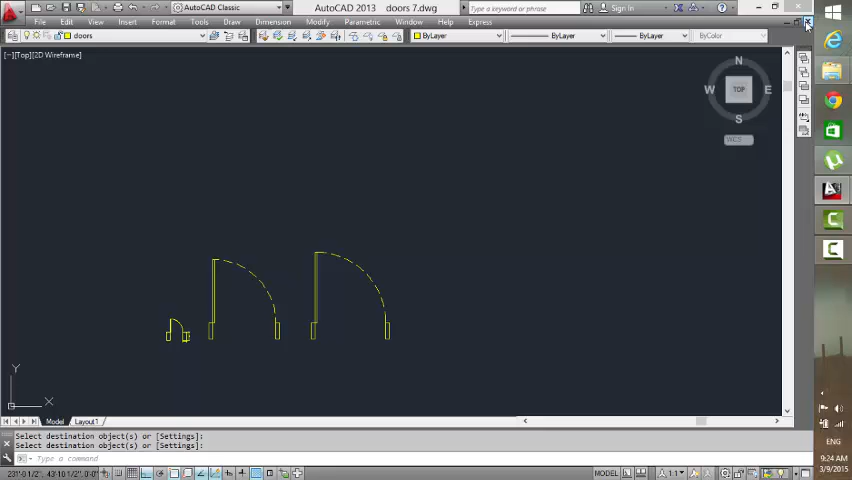 AutoCAD Classic
AutoCAD 2013 doors 7.dwg
Type a keyword or phrase
Sign In
File Edit View Insert Format Tools Draw Dimension Modify Parametric Window Help Express
doors
ByLayer
ByLayer
ByLayer
ByColor
[−][Top][2D Wireframe]
N
W TOP E
S
WCS
Y
X
Model Layout1
Select destination object(s) or [Settings]:
Select destination object(s) or [Settings]:
Type a command
MODEL
1:1
ENG
9:24 AM
3/9/2015